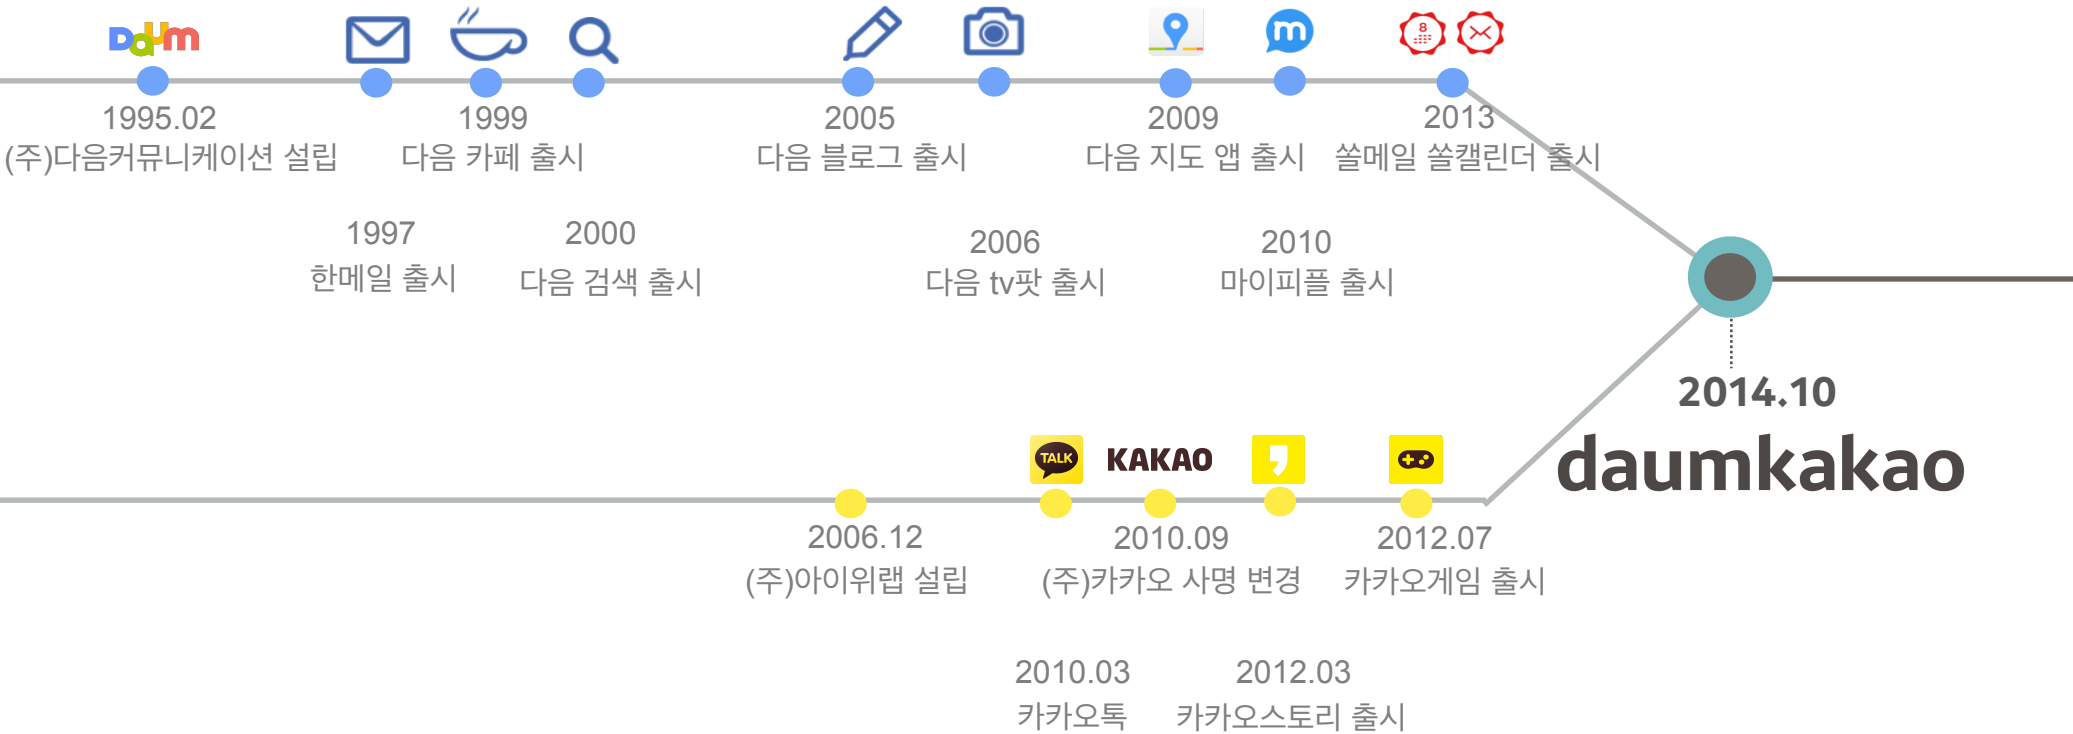 Daum
m
8
1995.02
(주)다음커뮤니케이션 설립
1999
다음 카페 출시
2005
다음 블로그 출시
2009
다음 지도 앱 출시
2013
쏠메일 쏠캘린더 출시
1997
한메일 출시
2000
다음 검색 출시
2006
다음 tv팟 출시
2010
마이피플 출시
2014.10
daumkakao
TALK
KAKAO
2006.12
(주)아이위랩 설립
2010.09
(주)카카오 사명 변경
2012.07
카카오게임 출시
2010.03
카카오톡
2012.03
카카오스토리 출시